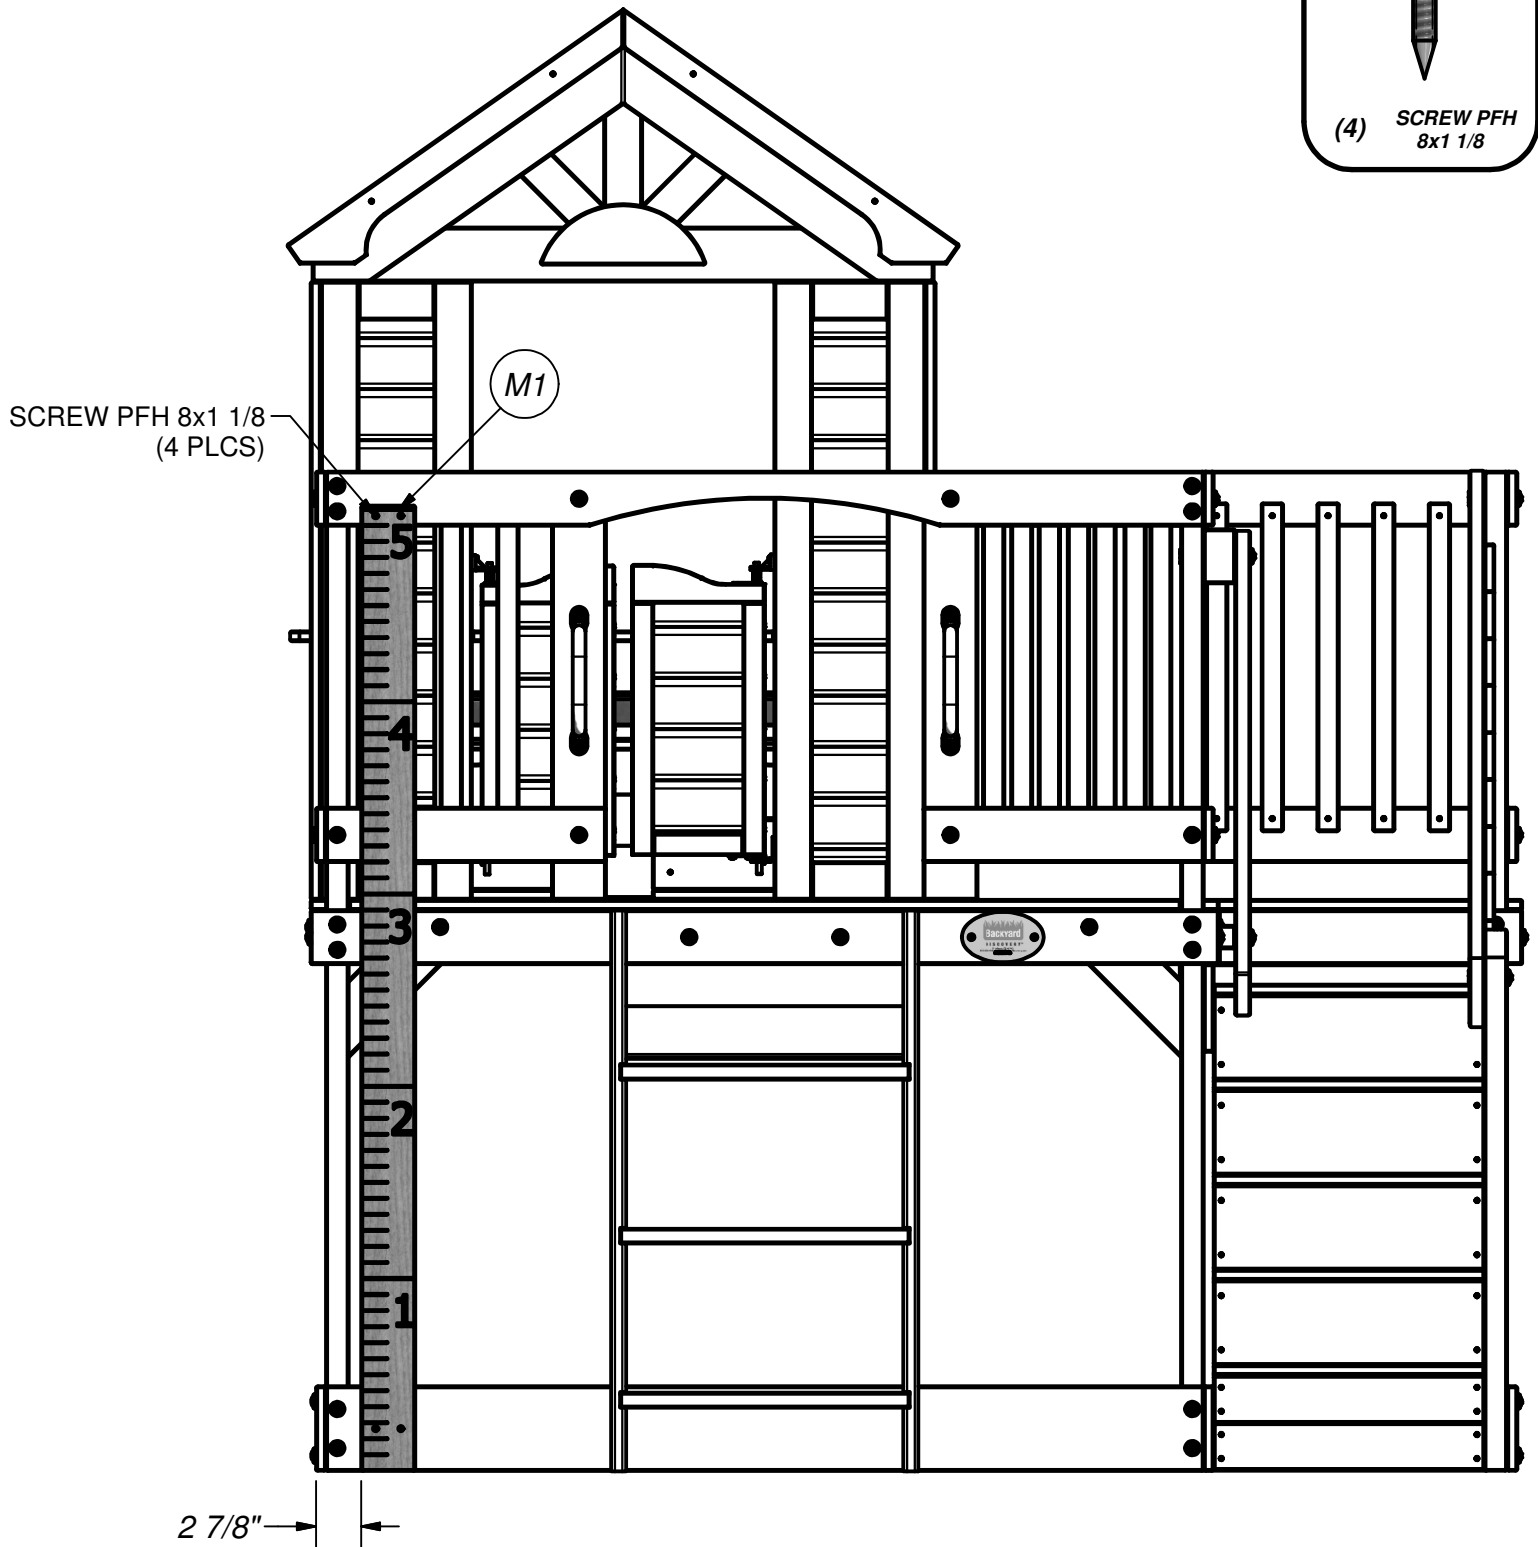 (4)
SCREW PFH
8x1 1/8
M1
SCREW PFH 8x1 1/8
(4 PLCS)
5
4
3
Backyard
DISCOVERY
2
1
2 7/8"